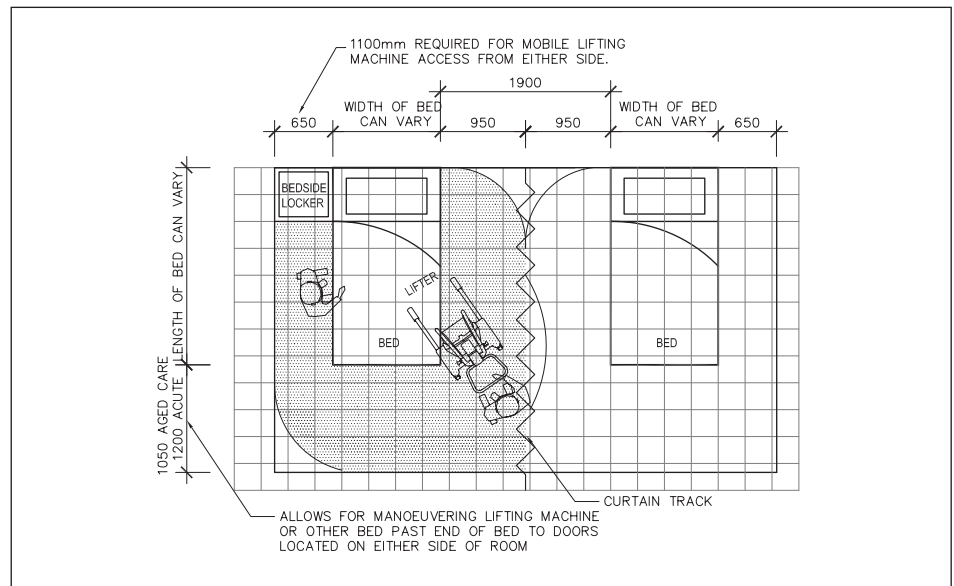 1100mm REQUIRED FOR MOBILE LIFTING
MACHINE ACCESS FROM EITHER SIDE.
1900
WIDTH OF BED
CAN VARY
WIDTH OF BED
CAN VARY
650
950
950
650
LENGTH OF BED CAN VARY
BEDSIDE
LOCKER
LIFTER
BED
BED
1050 AGED CARE
1200 ACUTE
CURTAIN TRACK
ALLOWS FOR MANOEUVERING LIFTING MACHINE
OR OTHER BED PAST END OF BED TO DOORS
LOCATED ON EITHER SIDE OF ROOM